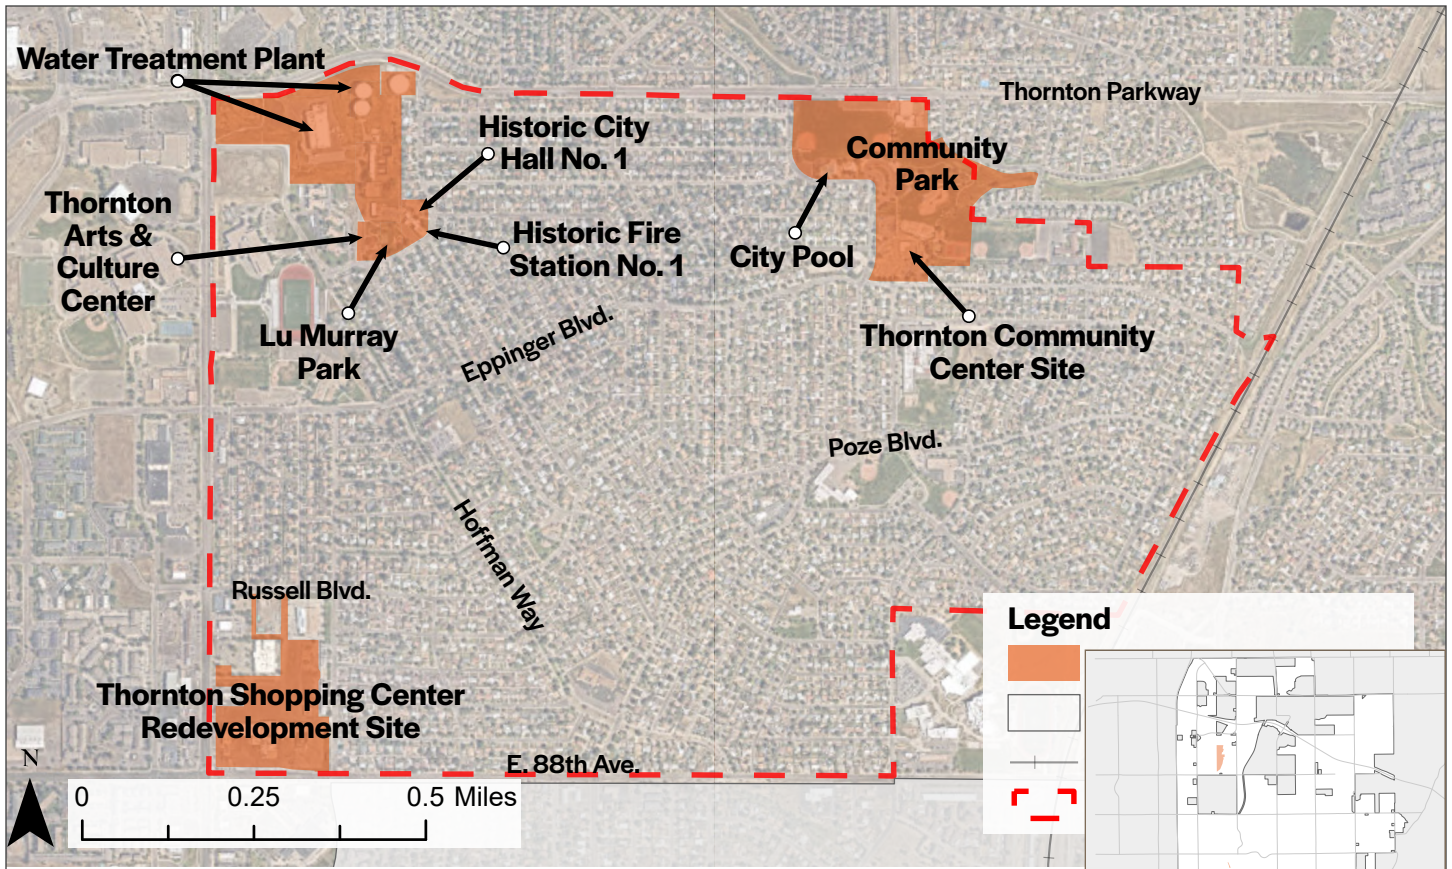 Water Treatment Plant
Thornton Parkway
Historic City
Hall No. 1
Community
Park
Thornton
Arts &
Culture
Center
Historic Fire
Station No. 1
City Pool
Lu Murray
Park
Eppinger Blvd.
Thornton Community
Center Site
Poze Blvd.
Hoffman Way
Russell Blvd.
Legend
Thornton Shopping Center
Redevelopment Site
N
E. 88th Ave.
0 0.25 0.5 Miles